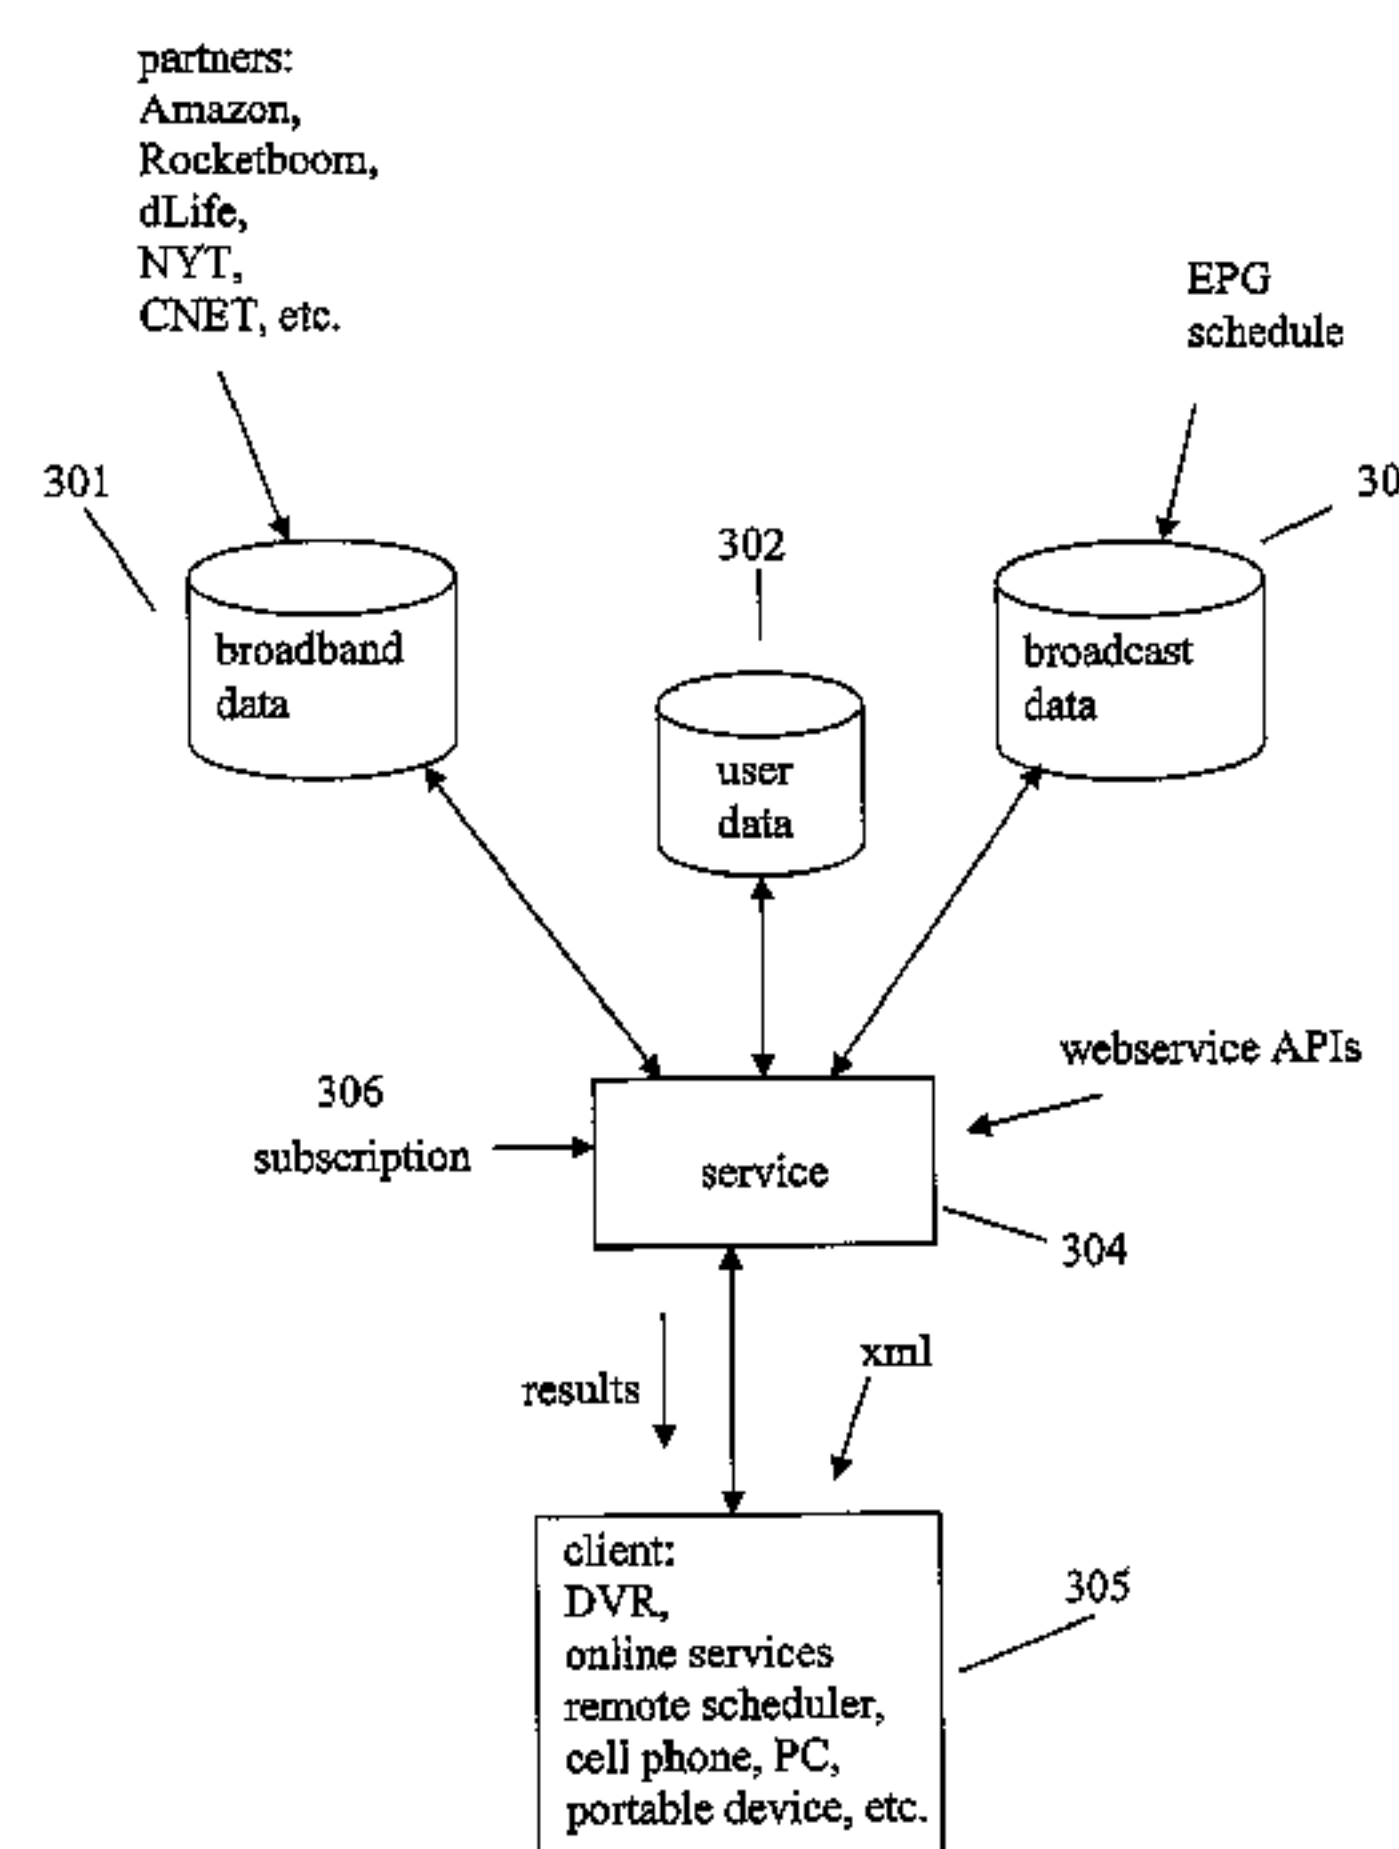 partners:
Amazon,
Rocketboom,
dLife,
NYT,
CNET, etc.
EPG
schedule
301
30
302
broadband
data
broadcast
data
user
data
webservice APIs
306
subscription
service
304
xml
results
client:
DVR,
online services
remote scheduler,
cell phone, PC,
portable device, etc.
305